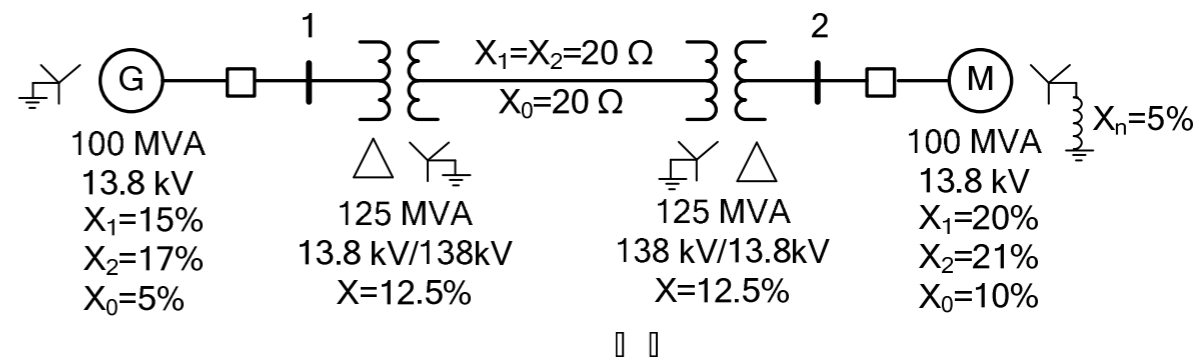 1
2
G
X₁=X₂=20 Ω
X₀=20 Ω
M
Xₙ=5%
100 MVA
13.8 kV
X₁=15%
X₂=17%
X₀=5%
125 MVA
13.8 kV/138kV
X=12.5%
125 MVA
138 kV/13.8kV
X=12.5%
100 MVA
13.8 kV
X₁=20%
X₂=21%
X₀=10%